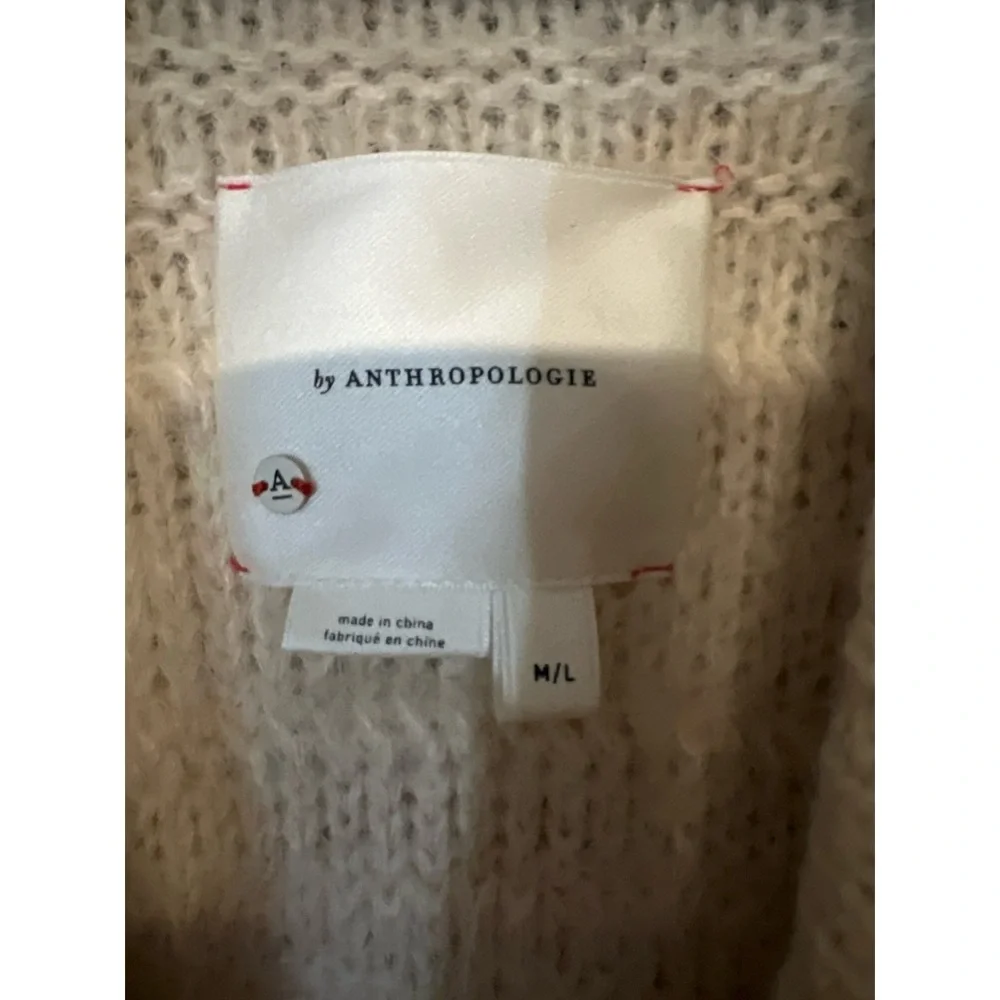 by ANTHROPOLOGIE
A
made in china
fabriqué en chine
M/L